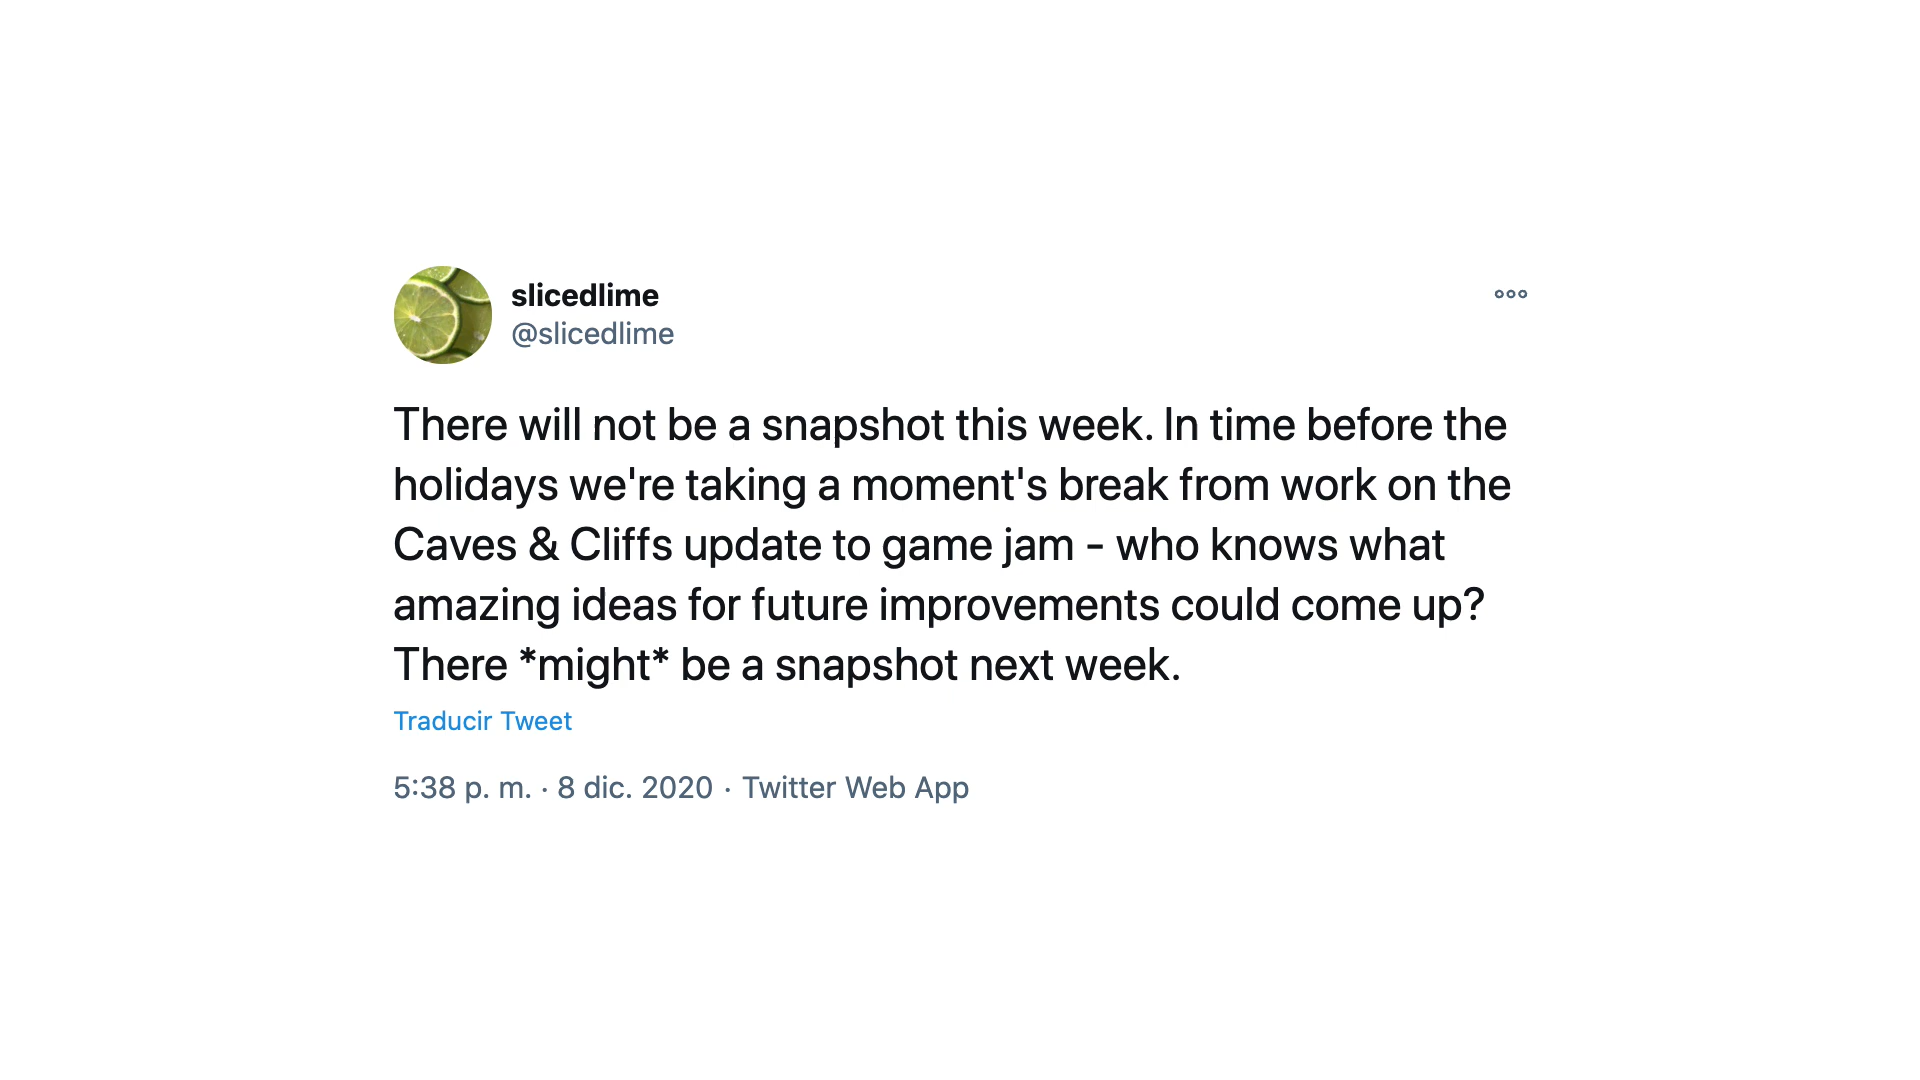 slicedlime
@slicedlime
There will not be a snapshot this week. In time before the
holidays we're taking a moment's break from work on the
Caves & Cliffs update to game jam - who knows what
amazing ideas for future improvements could come up?
There *might* be a snapshot next week.
Traducir Tweet
5:38 p. m. · 8 dic. 2020 · Twitter Web App